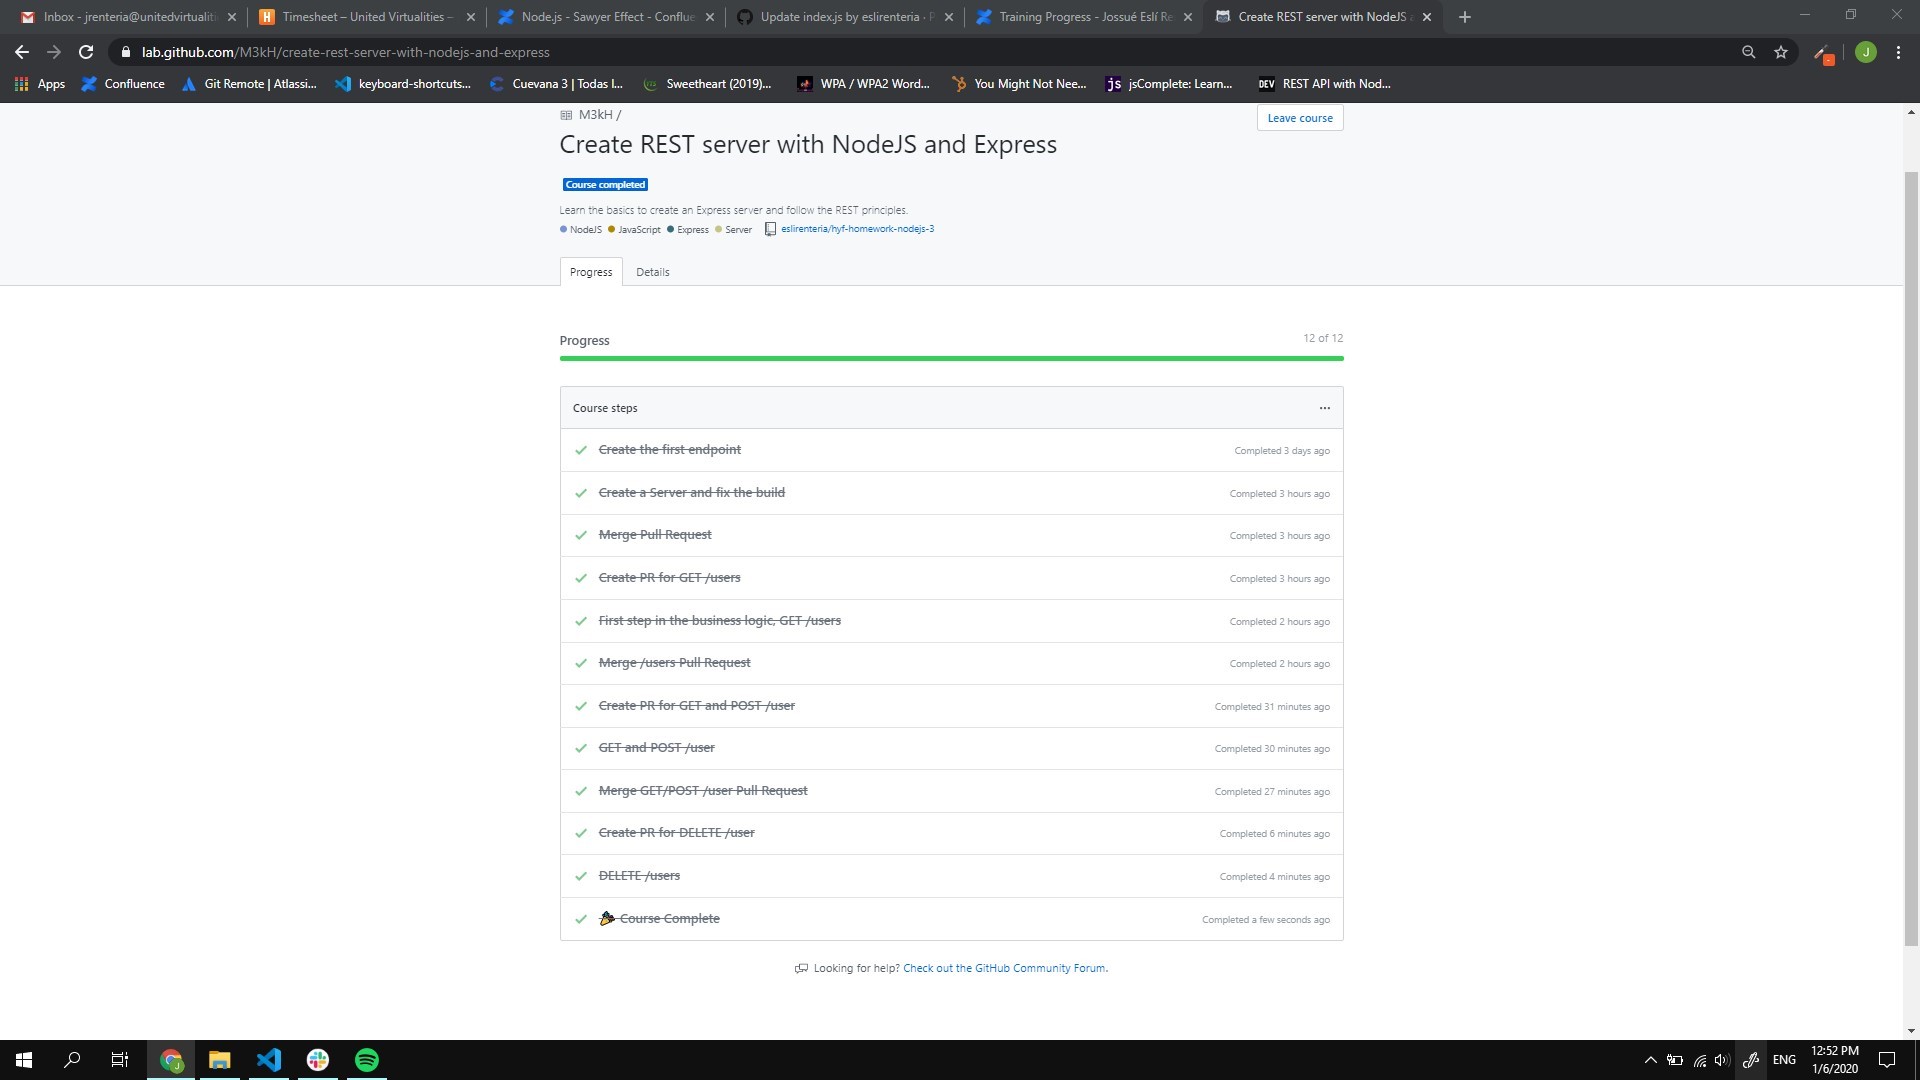 Inbox - jrenteria@unitedvirtualiti
Timesheet – United Virtualities –
Node.js - Sawyer Effect - Conflue
Update index.js by eslirenteria · P
Training Progress - Jossué Eslí Re
Create REST server with NodeJS a
lab.github.com/M3kH/create-rest-server-with-nodejs-and-express
J
Apps
Confluence
Git Remote | Atlassi...
keyboard-shortcuts...
Cuevana 3 | Todas l...
Sweetheart (2019)...
WPA / WPA2 Word...
You Might Not Nee...
jsComplete: Learn...
DEV
REST API with Nod...
M3kH /
Leave course
Create REST server with NodeJS and Express
Course completed
Learn the basics to create an Express server and follow the REST principles.
NodeJS JavaScript Express Server eslirenteria/hyf-homework-nodejs-3
Progress Details
Progress 12 of 12
Course steps ...
Create the first endpoint Completed 3 days ago
Create a Server and fix the build Completed 3 hours ago
Merge Pull Request Completed 3 hours ago
Create PR for GET /users Completed 3 hours ago
First step in the business logic, GET /users Completed 2 hours ago
Merge /users Pull Request Completed 2 hours ago
Create PR for GET and POST /user Completed 31 minutes ago
GET and POST /user Completed 30 minutes ago
Merge GET/POST /user Pull Request Completed 27 minutes ago
Create PR for DELETE /user Completed 6 minutes ago
DELETE /users Completed 4 minutes ago
🎉 Course Complete Completed a few seconds ago
Looking for help? Check out the GitHub Community Forum.
ENG
12:52 PM
1/6/2020